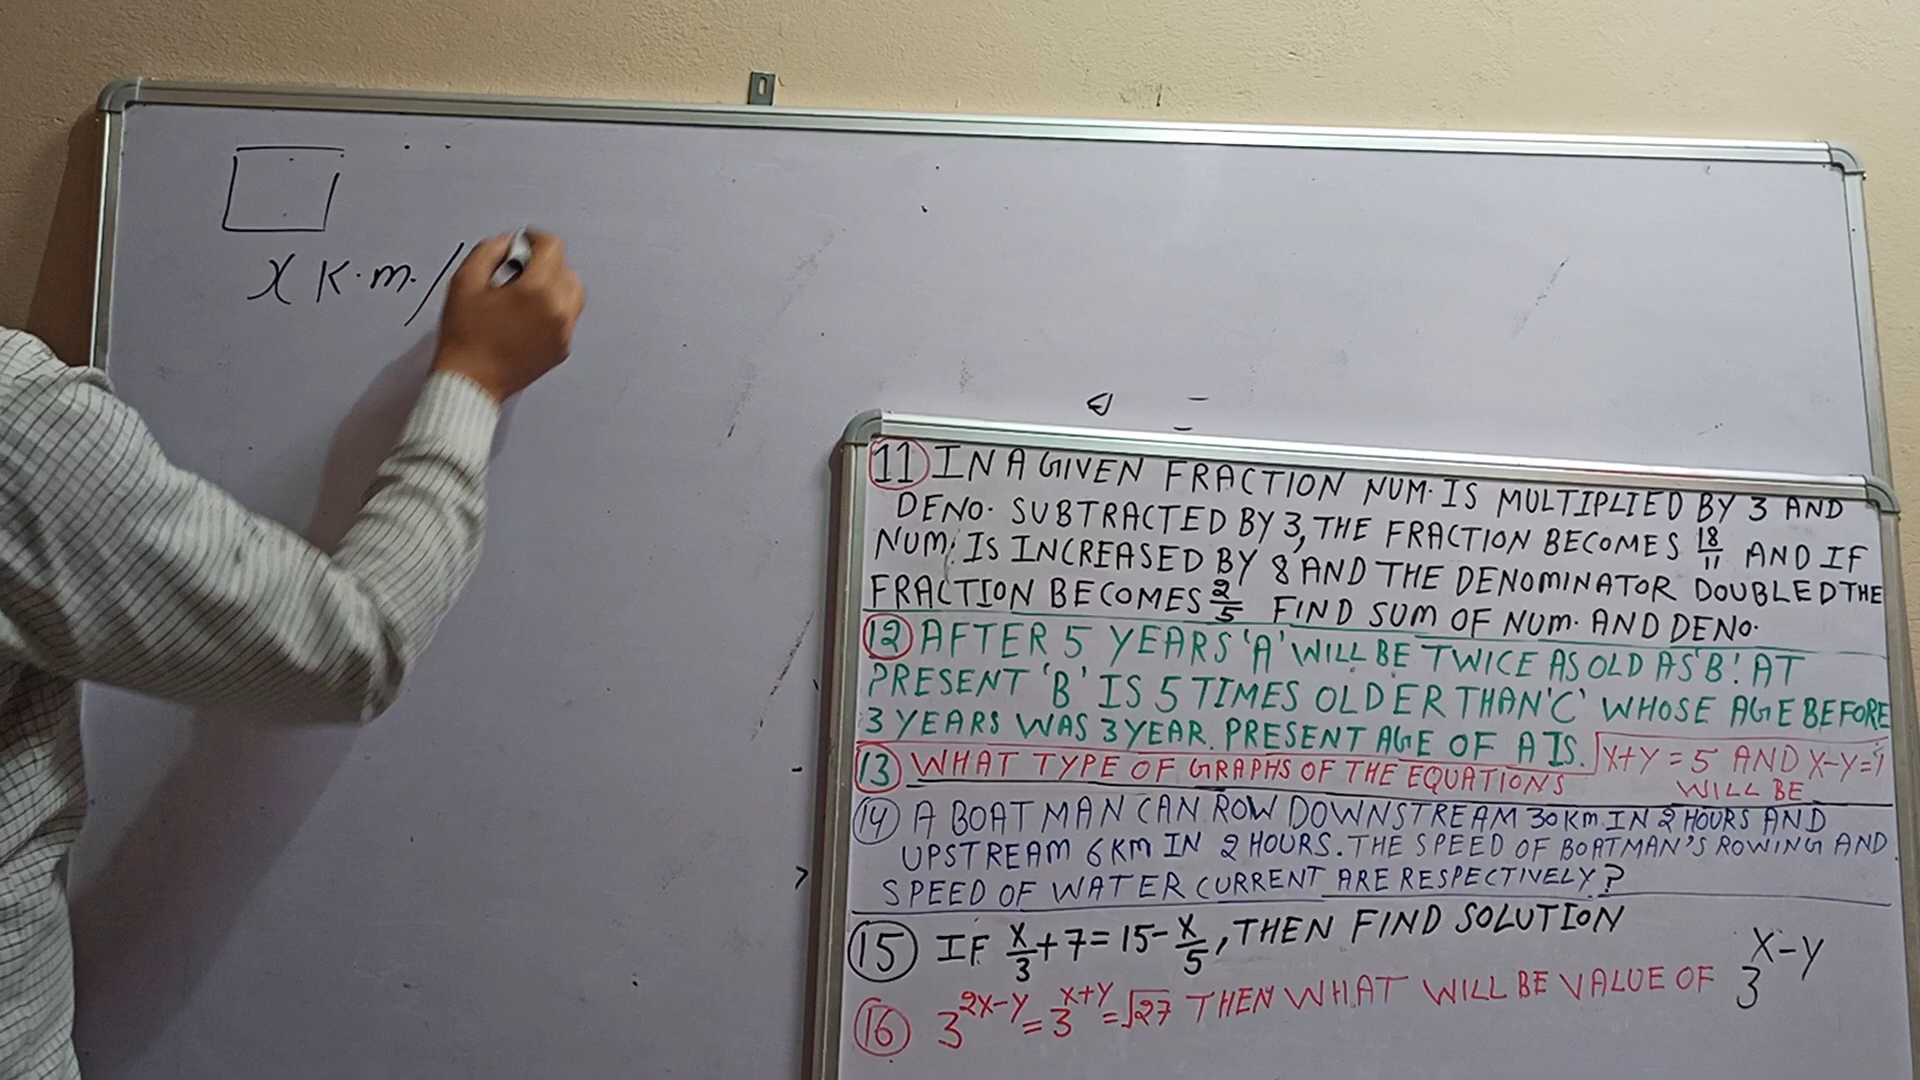 x K.m./
11 IN A GIVEN FRACTION NUM. IS MULTIPLIED BY 3 AND
DENO. SUBTRACTED BY 3, THE FRACTION BECOMES 18/11 AND IF
NUM. IS INCREASED BY 8 AND THE DENOMINATOR DOUBLED THE
FRACTION BECOMES 2/5 FIND SUM OF NUM. AND DENO.
12 AFTER 5 YEARS 'A' WILL BE TWICE AS OLD AS 'B'. AT
PRESENT 'B' IS 5 TIMES OLDER THAN 'C' WHOSE AGE BEFORE
3 YEARS WAS 3 YEAR. PRESENT AGE OF A IS.
13 WHAT TYPE OF GRAPHS OF THE EQUATIONS x+y=5 AND x-y=
WILL BE
14 A BOATMAN CAN ROW DOWNSTREAM 30 Km. IN 2 HOURS AND
UPSTREAM 6 KM IN 2 HOURS. THE SPEED OF BOATMAN'S ROWING AND
SPEED OF WATER CURRENT ARE RESPECTIVELY?
15 IF x/3+7=15-x/5, THEN FIND SOLUTION
16 3^(2x-y)=3^(x+y)=√27 THEN WHAT WILL BE VALUE OF 3^(x-y)